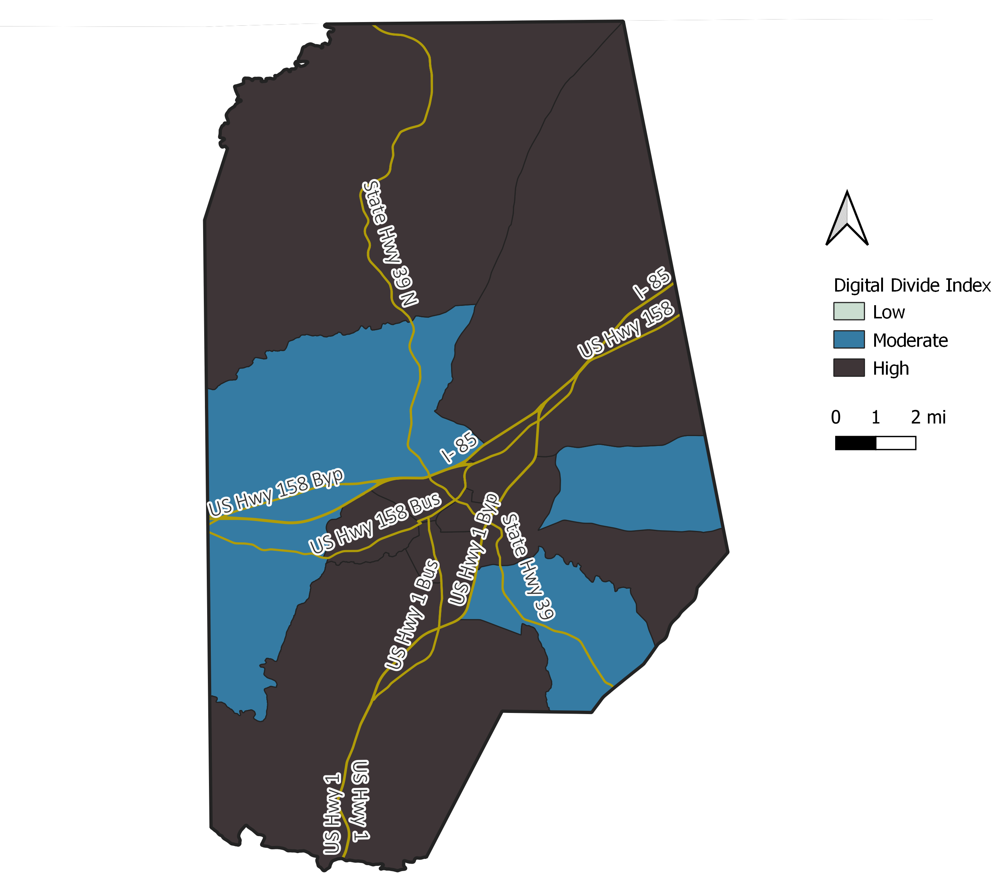 State Hwy 39 N
I- 85
US Hwy 158
I- 85
US Hwy 158 Byp
US Hwy 158 Bus
US Hwy 1 Byp
State Hwy 39
US Hwy 1 Bus
US Hwy 1
US Hwy 1
Digital Divide Index
Low
Moderate
High
0 1 2 mi